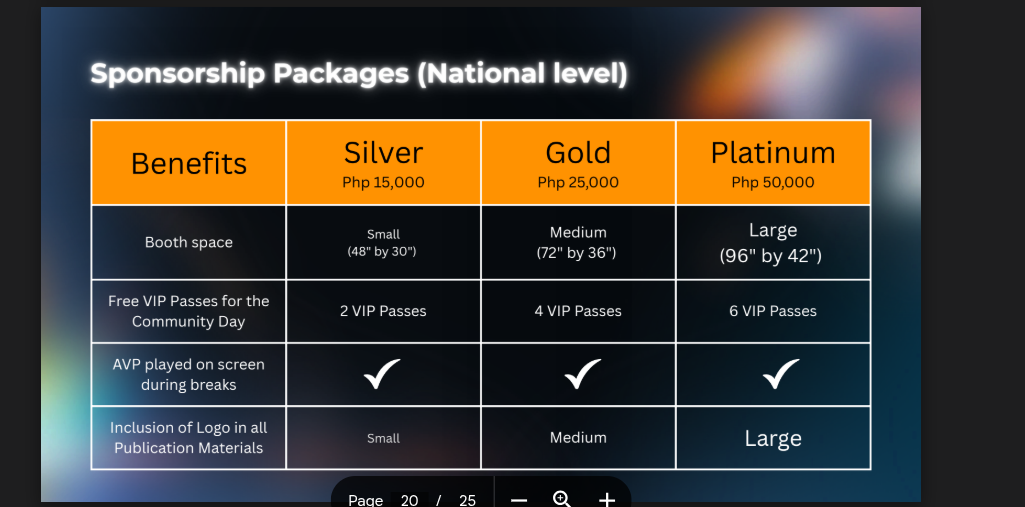 Sponsorship Packages (National level)
Benefits
Silver
Php 15,000
Gold
Php 25,000
Platinum
Php 50,000
Booth space
Small
(48" by 30")
Medium
(72" by 36")
Large
(96" by 42")
Free VIP Passes for the
Community Day
2 VIP Passes
4 VIP Passes
6 VIP Passes
AVP played on screen
during breaks
Inclusion of Logo in all
Publication Materials
Small
Medium
Large
Page 20 / 25